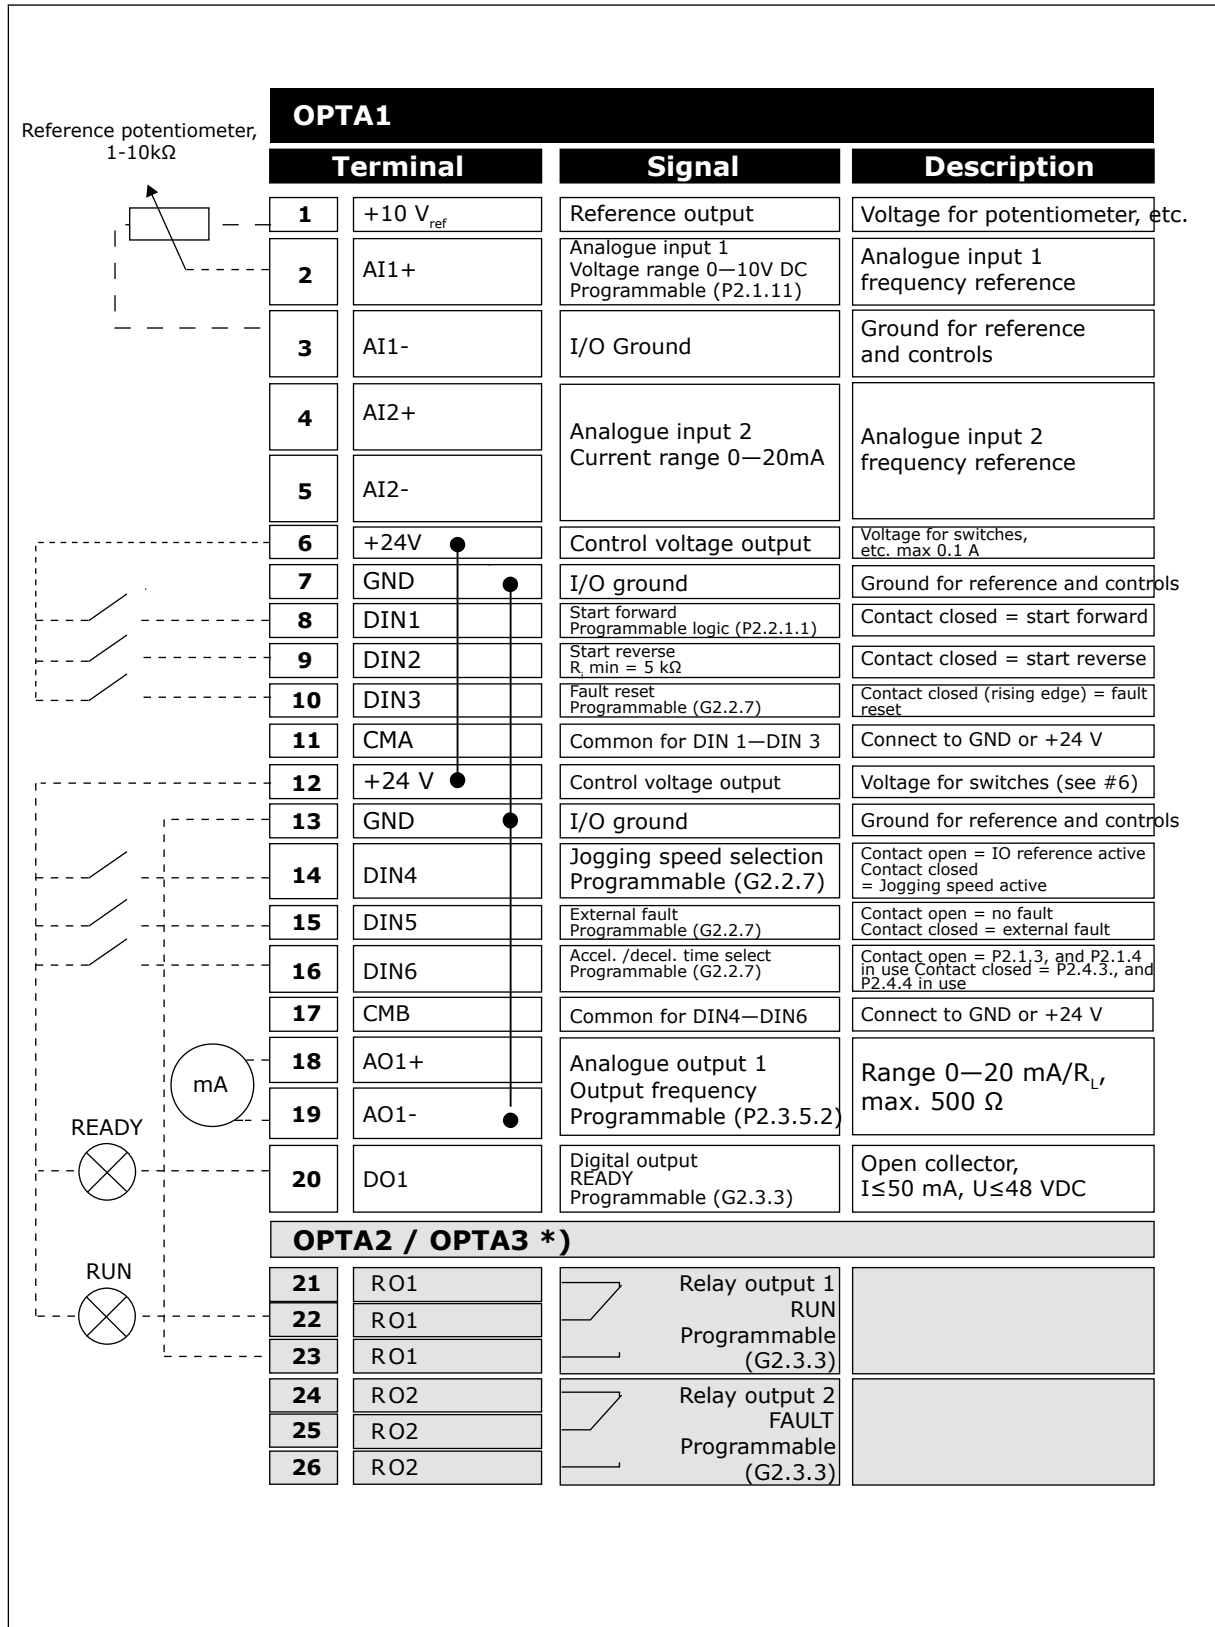 OPTA1
Reference potentiometer,
1-10kΩ
Terminal Signal Description
1 +10 Vref Reference output Voltage for potentiometer, etc.
2 AI1+ Analogue input 1
Voltage range 0—10V DC
Programmable (P2.1.11)
Analogue input 1
frequency reference
3 AI1- I/O Ground Ground for reference
and controls
4 AI2+
Analogue input 2
Current range 0—20mA
Analogue input 2
frequency reference
5 AI2-
6 +24V Control voltage output Voltage for switches,
etc. max 0.1 A
7 GND I/O ground Ground for reference and controls
8 DIN1 Start forward
Programmable logic (P2.2.1.1)
Contact closed = start forward
9 DIN2 Start reverse
Ri min = 5 kΩ
Contact closed = start reverse
10 DIN3 Fault reset
Programmable (G2.2.7)
Contact closed (rising edge) = fault
reset
11 CMA Common for DIN 1—DIN 3 Connect to GND or +24 V
12 +24 V Control voltage output Voltage for switches (see #6)
13 GND I/O ground Ground for reference and controls
14 DIN4 Jogging speed selection
Programmable (G2.2.7)
Contact open = IO reference active
Contact closed
= Jogging speed active
15 DIN5 External fault
Programmable (G2.2.7)
Contact open = no fault
Contact closed = external fault
16 DIN6 Accel. /decel. time select
Programmable (G2.2.7)
Contact open = P2.1.3, and P2.1.4
in use Contact closed = P2.4.3., and
P2.4.4 in use
17 CMB Common for DIN4—DIN6 Connect to GND or +24 V
mA
18 AO1+
Analogue output 1
Output frequency
Programmable (P2.3.5.2)
Range 0—20 mA/RL,
max. 500 Ω
19 AO1-
READY
20 DO1 Digital output
READY
Programmable (G2.3.3)
Open collector,
I≤50 mA, U≤48 VDC
OPTA2 / OPTA3 *)
RUN
21 RO1
22 RO1
23 RO1
Relay output 1
RUN
Programmable
(G2.3.3)
24 RO2
25 RO2
26 RO2
Relay output 2
FAULT
Programmable
(G2.3.3)